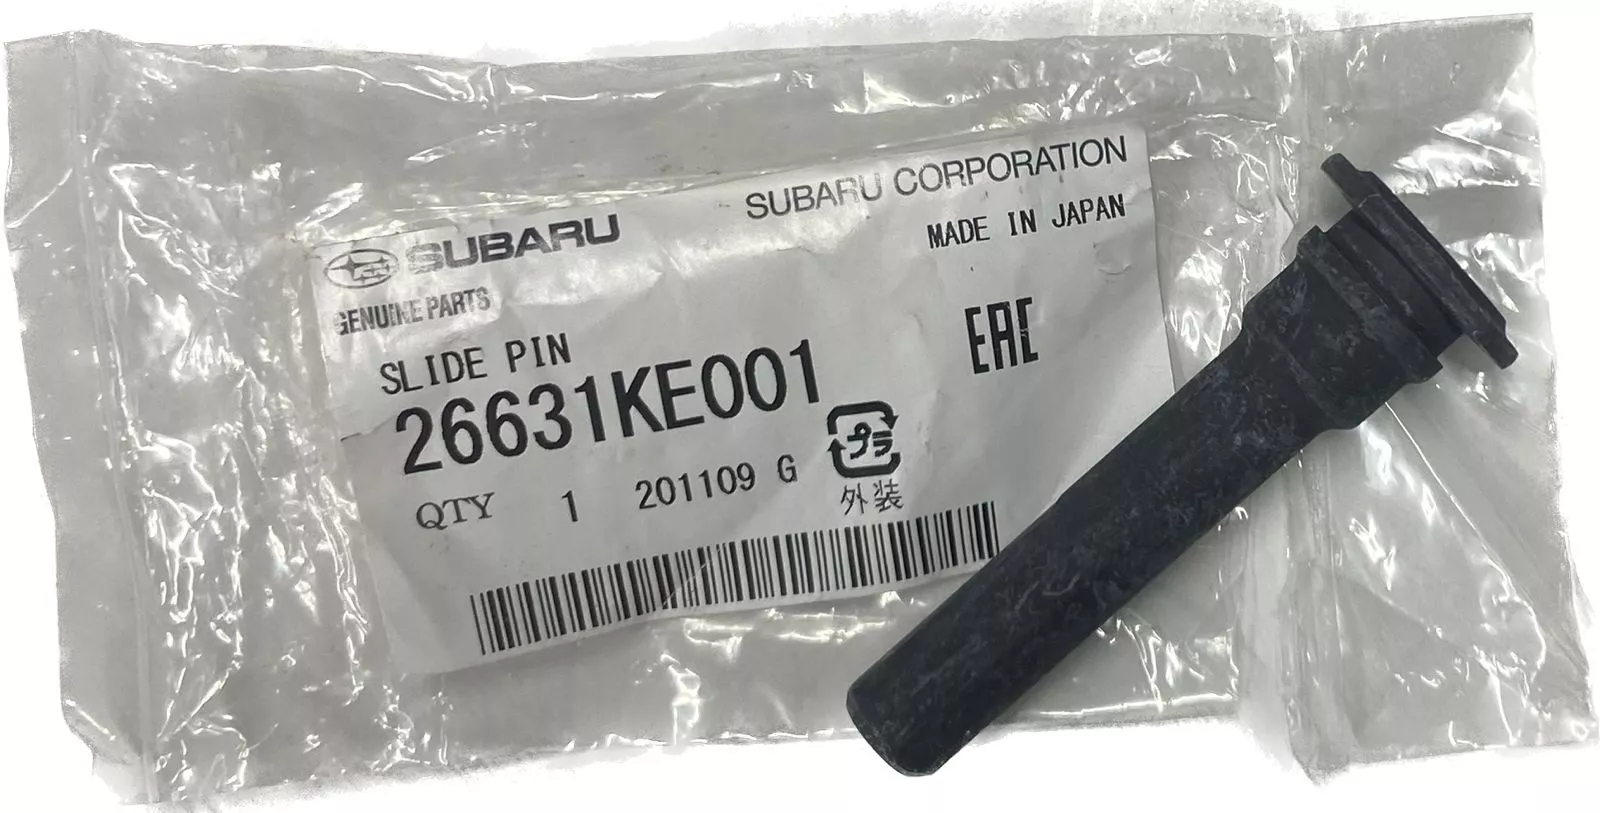 SUBARU
SUBARU CORPORATION
GENUINE PARTS
MADE IN JAPAN
SLIDE PIN
EAC
26631KE001
プラ
QTY 1 201109 G
外装